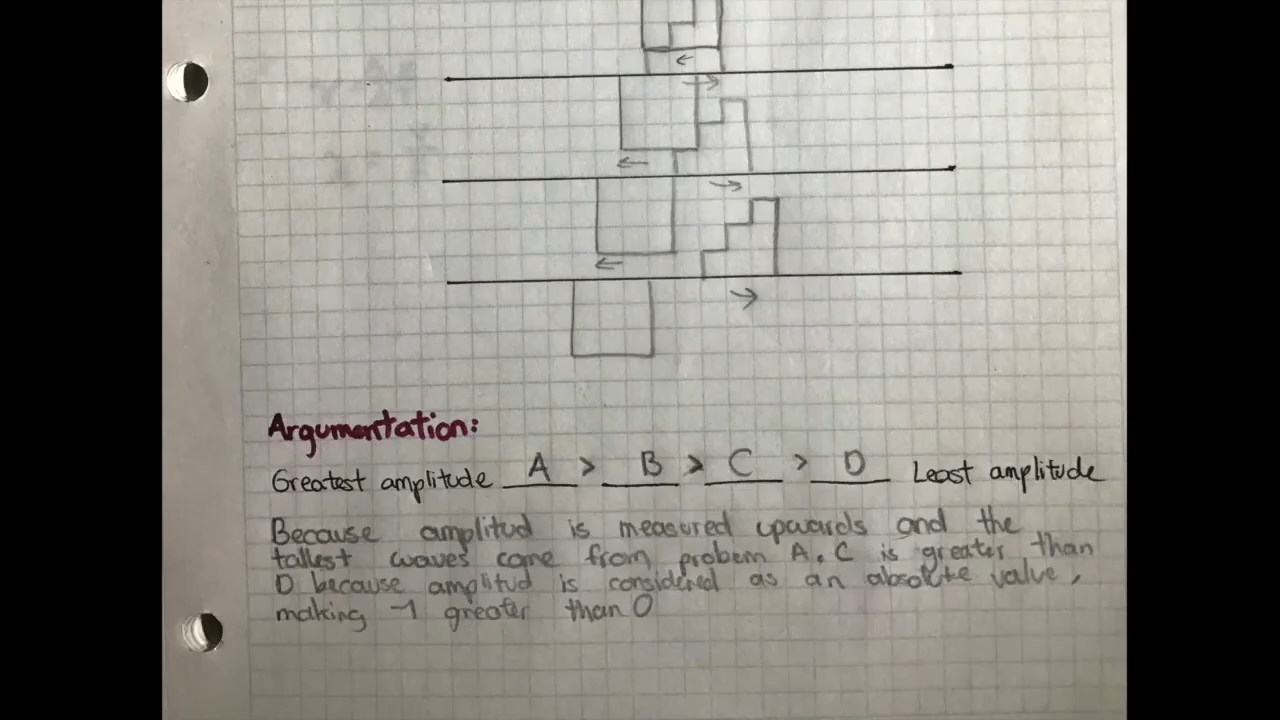 Argumentation:
Greatest amplitude A > B > C > D Least amplitude
Because amplitud is measured upwards and the
tallest waves come from probem A. C is greater than
D because amplitud is considered as an absolute value,
making -1 greater than 0